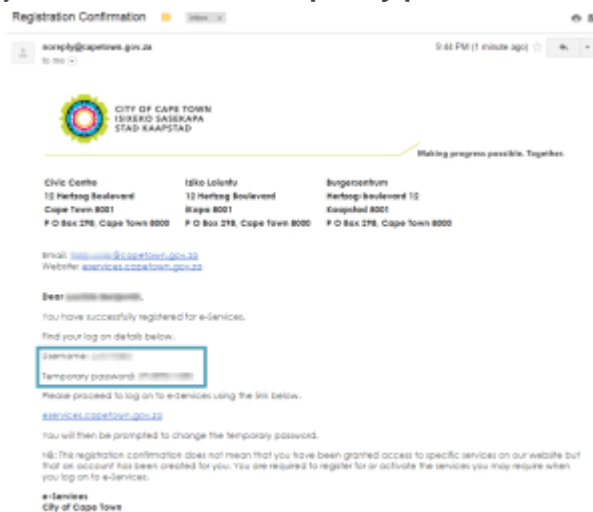 Registration Confirmation Inbox x
noreply@capetown.gov.za 9:44 PM (1 minute ago)
to me
CITY OF CAPE TOWN
ISIXEKO SASEKAPA
STAD KAAPSTAD
Making progress possible. Together.
Civic Centre Iziko Loluntu Burgersentrum
12 Hertzog Boulevard 12 Hertzog Boulevard Hertzog-boulevard 12
Cape Town 8001 iKapa 8001 Kaapstad 8001
P O Box 298, Cape Town 8000 P O Box 298, Cape Town 8000 P O Box 298, Cape Town 8000
Email: @capetown.gov.za
Website: eservices.capetown.gov.za
Dear
You have successfully registered for e-Services.
Find your log on details below.
Username:
Temporary password:
Please proceed to log on to e-Services using the link below.
eservices.capetown.gov.za
You will then be prompted to change the temporary password.
NB: This registration confirmation does not mean that you have been granted access to specific services on our website but
that an account has been created for you. You are required to register for or activate the services you may require when
you log on to e-Services.
e-Services
City of Cape Town